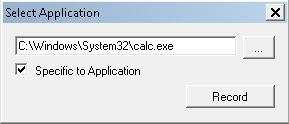 Select Application
C:\Windows\System32\calc.exe
...
Specific to Application
Record